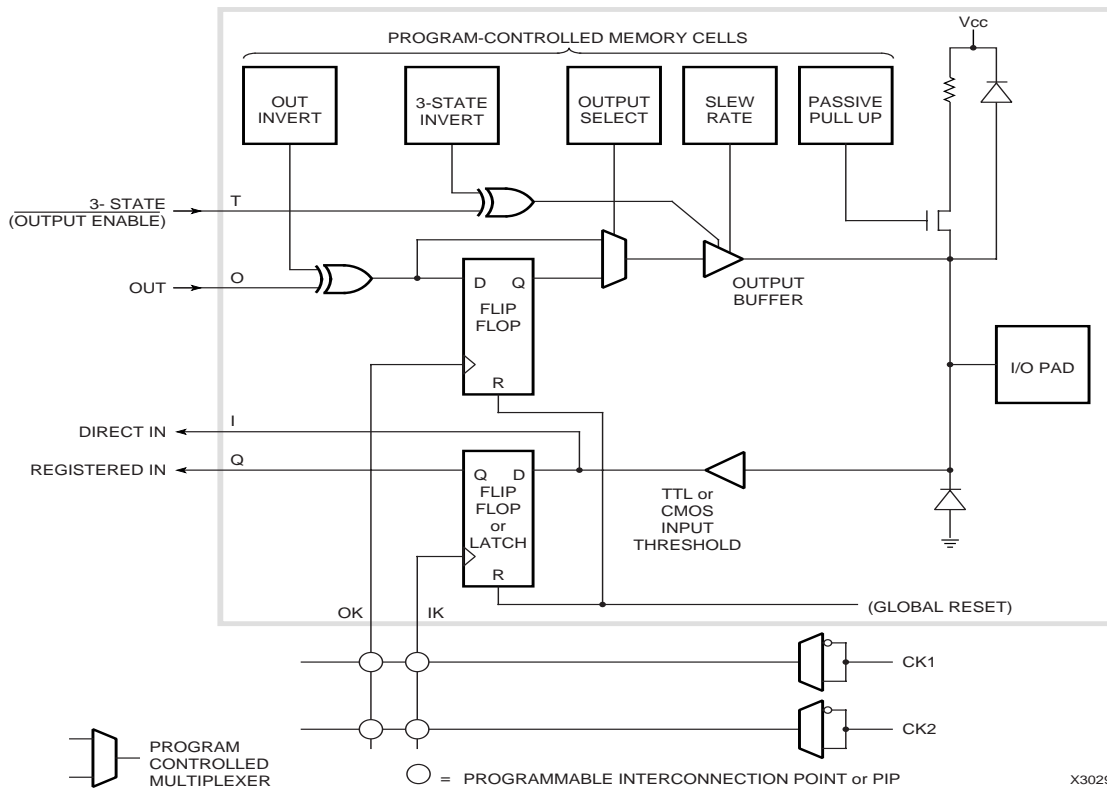 Vcc
PROGRAM-CONTROLLED MEMORY CELLS
OUT
INVERT
3-STATE
INVERT
OUTPUT
SELECT
SLEW
RATE
PASSIVE
PULL UP
3- STATE
(OUTPUT ENABLE)
T
OUT
O
D Q
FLIP
FLOP
R
OUTPUT
BUFFER
I/O PAD
DIRECT IN
I
REGISTERED IN
Q
Q D
FLIP
FLOP
or
LATCH
R
TTL or
CMOS
INPUT
THRESHOLD
OK
IK
(GLOBAL RESET)
CK1
CK2
PROGRAM
CONTROLLED
MULTIPLEXER
= PROGRAMMABLE INTERCONNECTION POINT or PIP
X3029